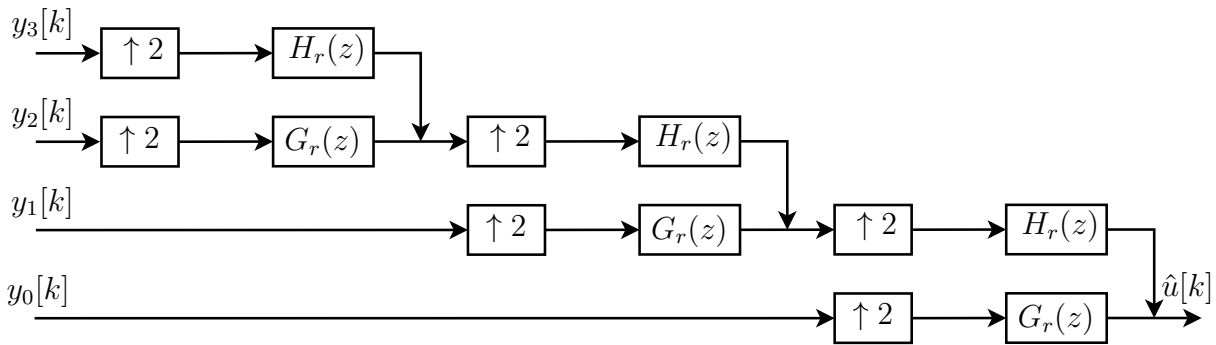 y₃[k]
↑ 2 Hᵣ(z)
y₂[k]
↑ 2 Gᵣ(z) ↑ 2 Hᵣ(z)
y₁[k]
↑ 2 Gᵣ(z) ↑ 2 Hᵣ(z)
y₀[k] û[k]
↑ 2 Gᵣ(z)